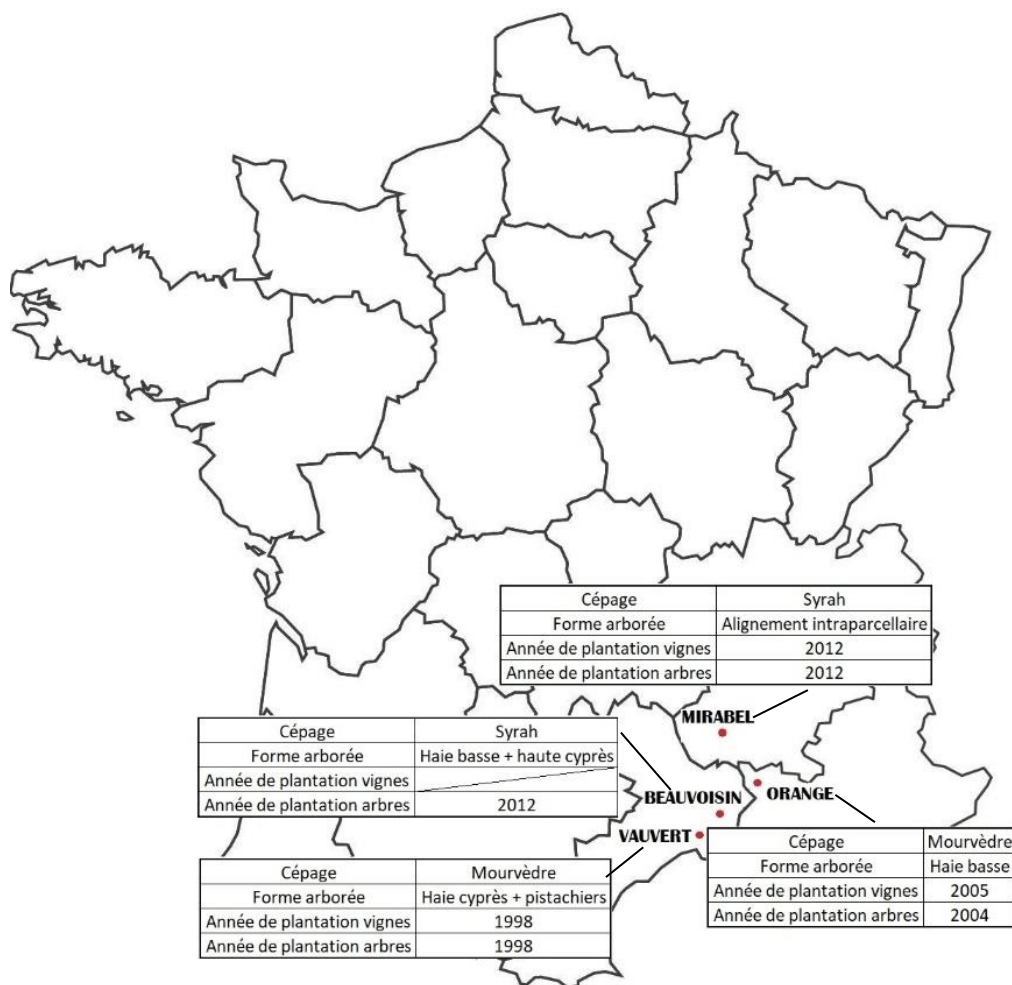 Cépage Syrah
Forme arborée Alignement intraparcellaire
Année de plantation vignes 2012
Année de plantation arbres 2012
MIRABEL
Cépage Syrah
Forme arborée Haie basse + haute cyprès
Année de plantation vignes
Année de plantation arbres 2012
BEAUVOISIN
ORANGE
VAUVERT
Cépage Mourvèdre
Forme arborée Haie basse
Année de plantation vignes 2005
Année de plantation arbres 2004
Cépage Mourvèdre
Forme arborée Haie cyprès + pistachiers
Année de plantation vignes 1998
Année de plantation arbres 1998